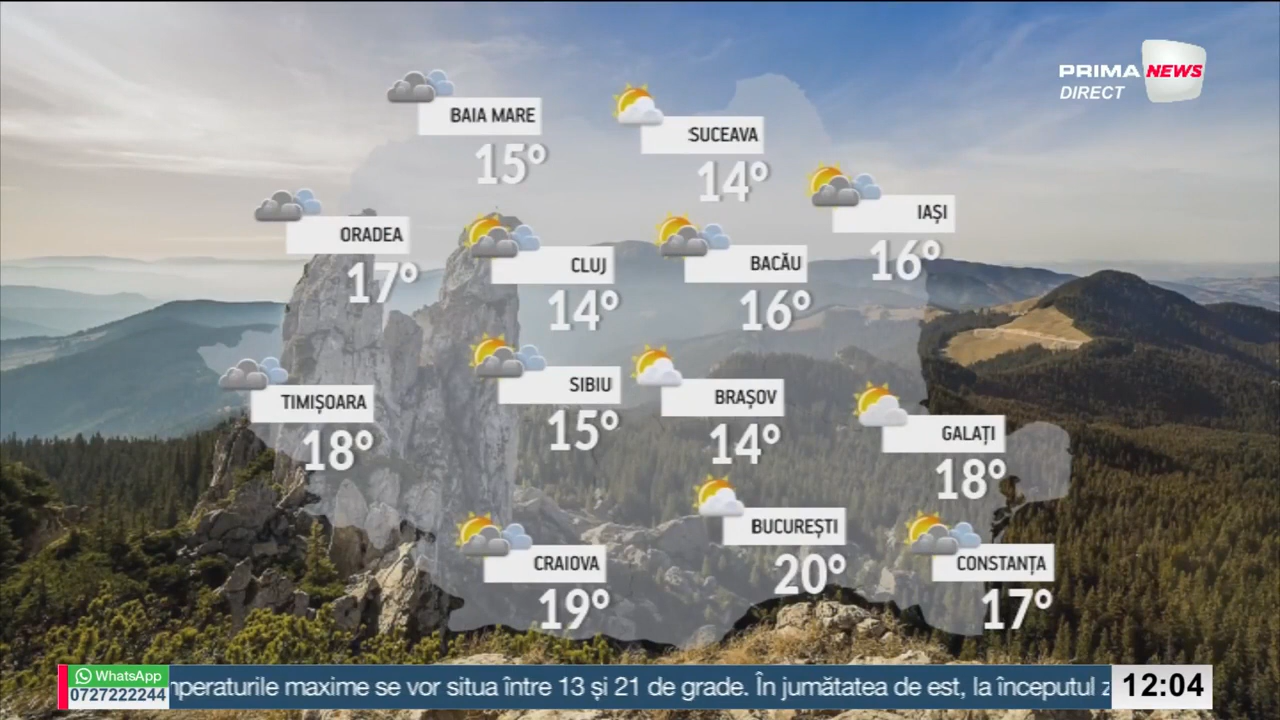 PRIMA NEWS
DIRECT
BAIA MARE
15°
SUCEAVA
14°
IAȘI
16°
ORADEA
17°
CLUJ
14°
BACĂU
16°
TIMIȘOARA
18°
SIBIU
15°
BRAȘOV
14°
GALAȚI
18°
CRAIOVA
19°
BUCUREȘTI
20°
CONSTANȚA
17°
WhatsApp
0727222244
mperaturile maxime se vor situa între 13 și 21 de grade. În jumătatea de est, la începutul z
12:04